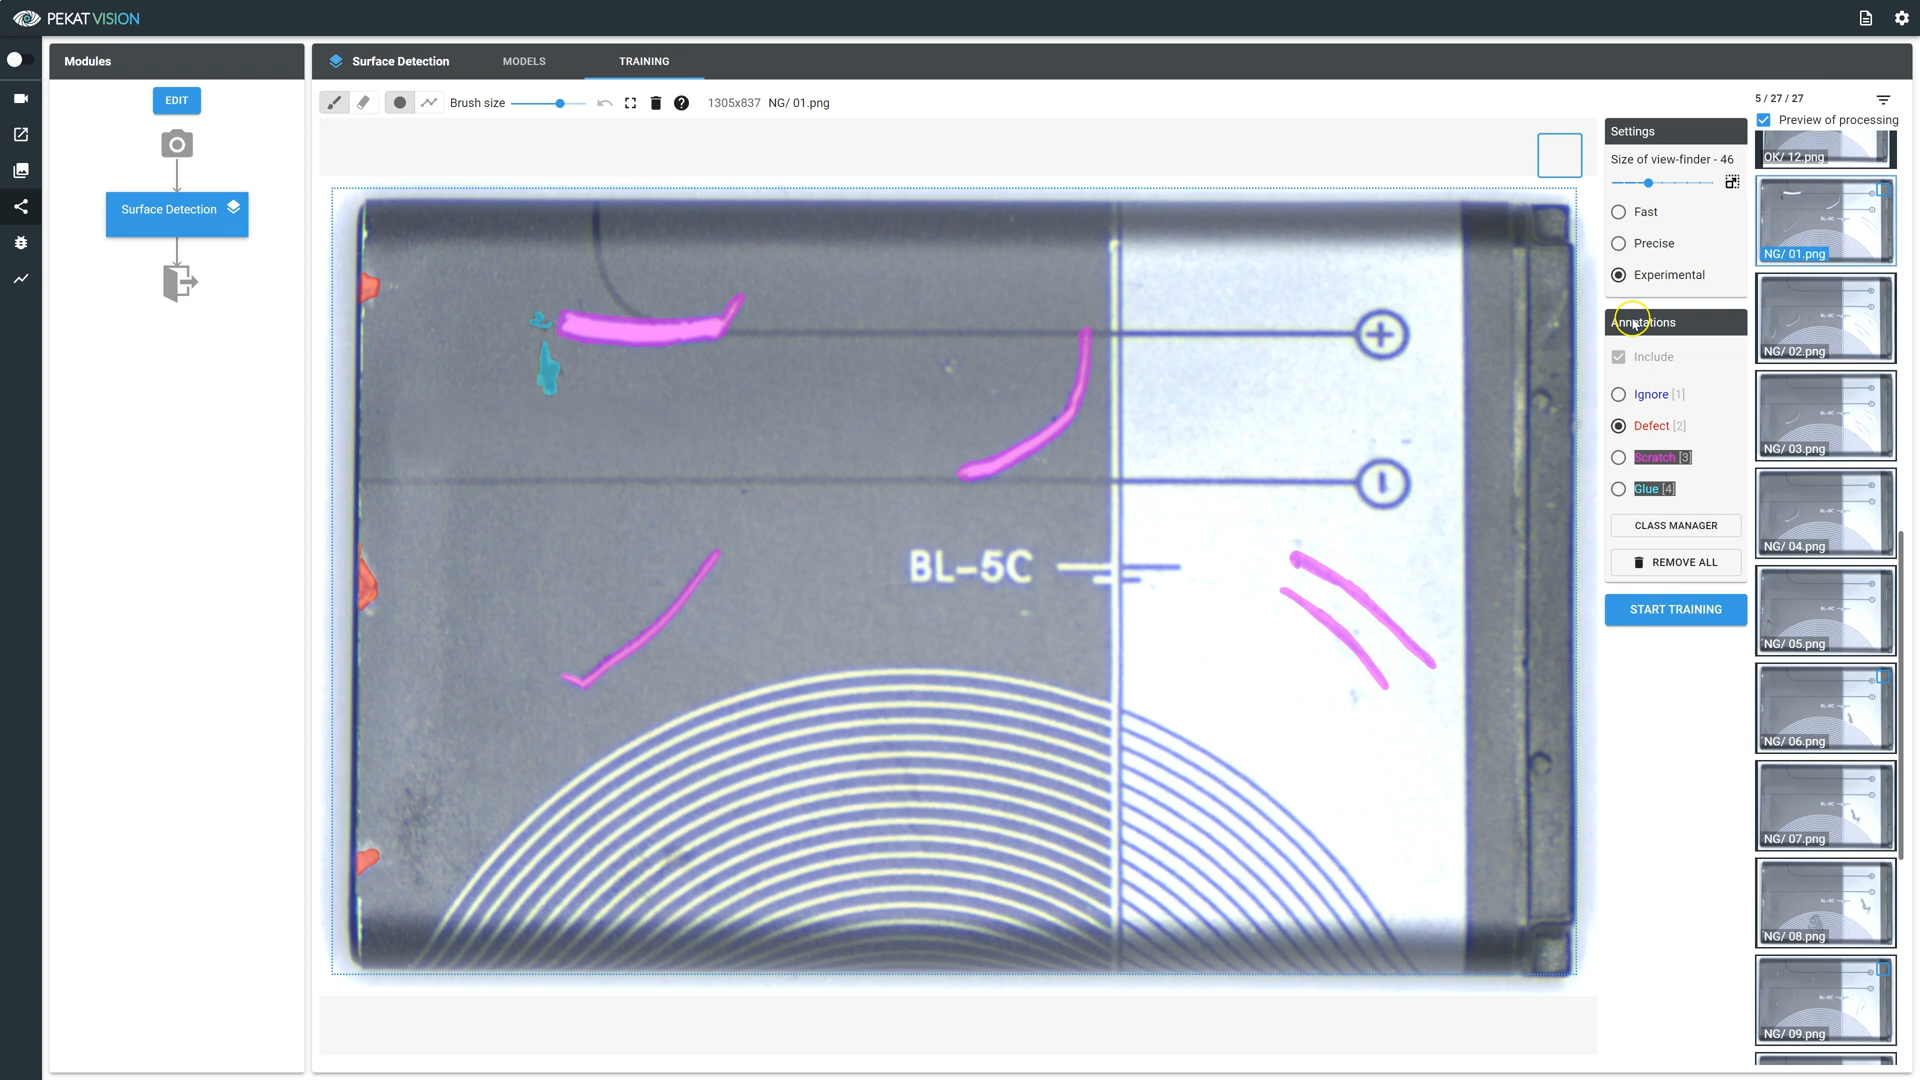 PEKAT VISION
Modules
EDIT
Surface Detection
Surface Detection
MODELS
TRAINING
Brush size
1305x837 NG/ 01.png
5 / 27 / 27
Preview of processing
Settings
Size of view-finder - 46
Fast
Precise
Experimental
Annotations
Include
Ignore [1]
Defect [2]
Scratch [3]
Glue [4]
CLASS MANAGER
REMOVE ALL
START TRAINING
BL-5C
OK/ 12.png
NG/ 01.png
NG/ 02.png
NG/ 03.png
NG/ 04.png
NG/ 05.png
NG/ 06.png
NG/ 07.png
NG/ 08.png
NG/ 09.png